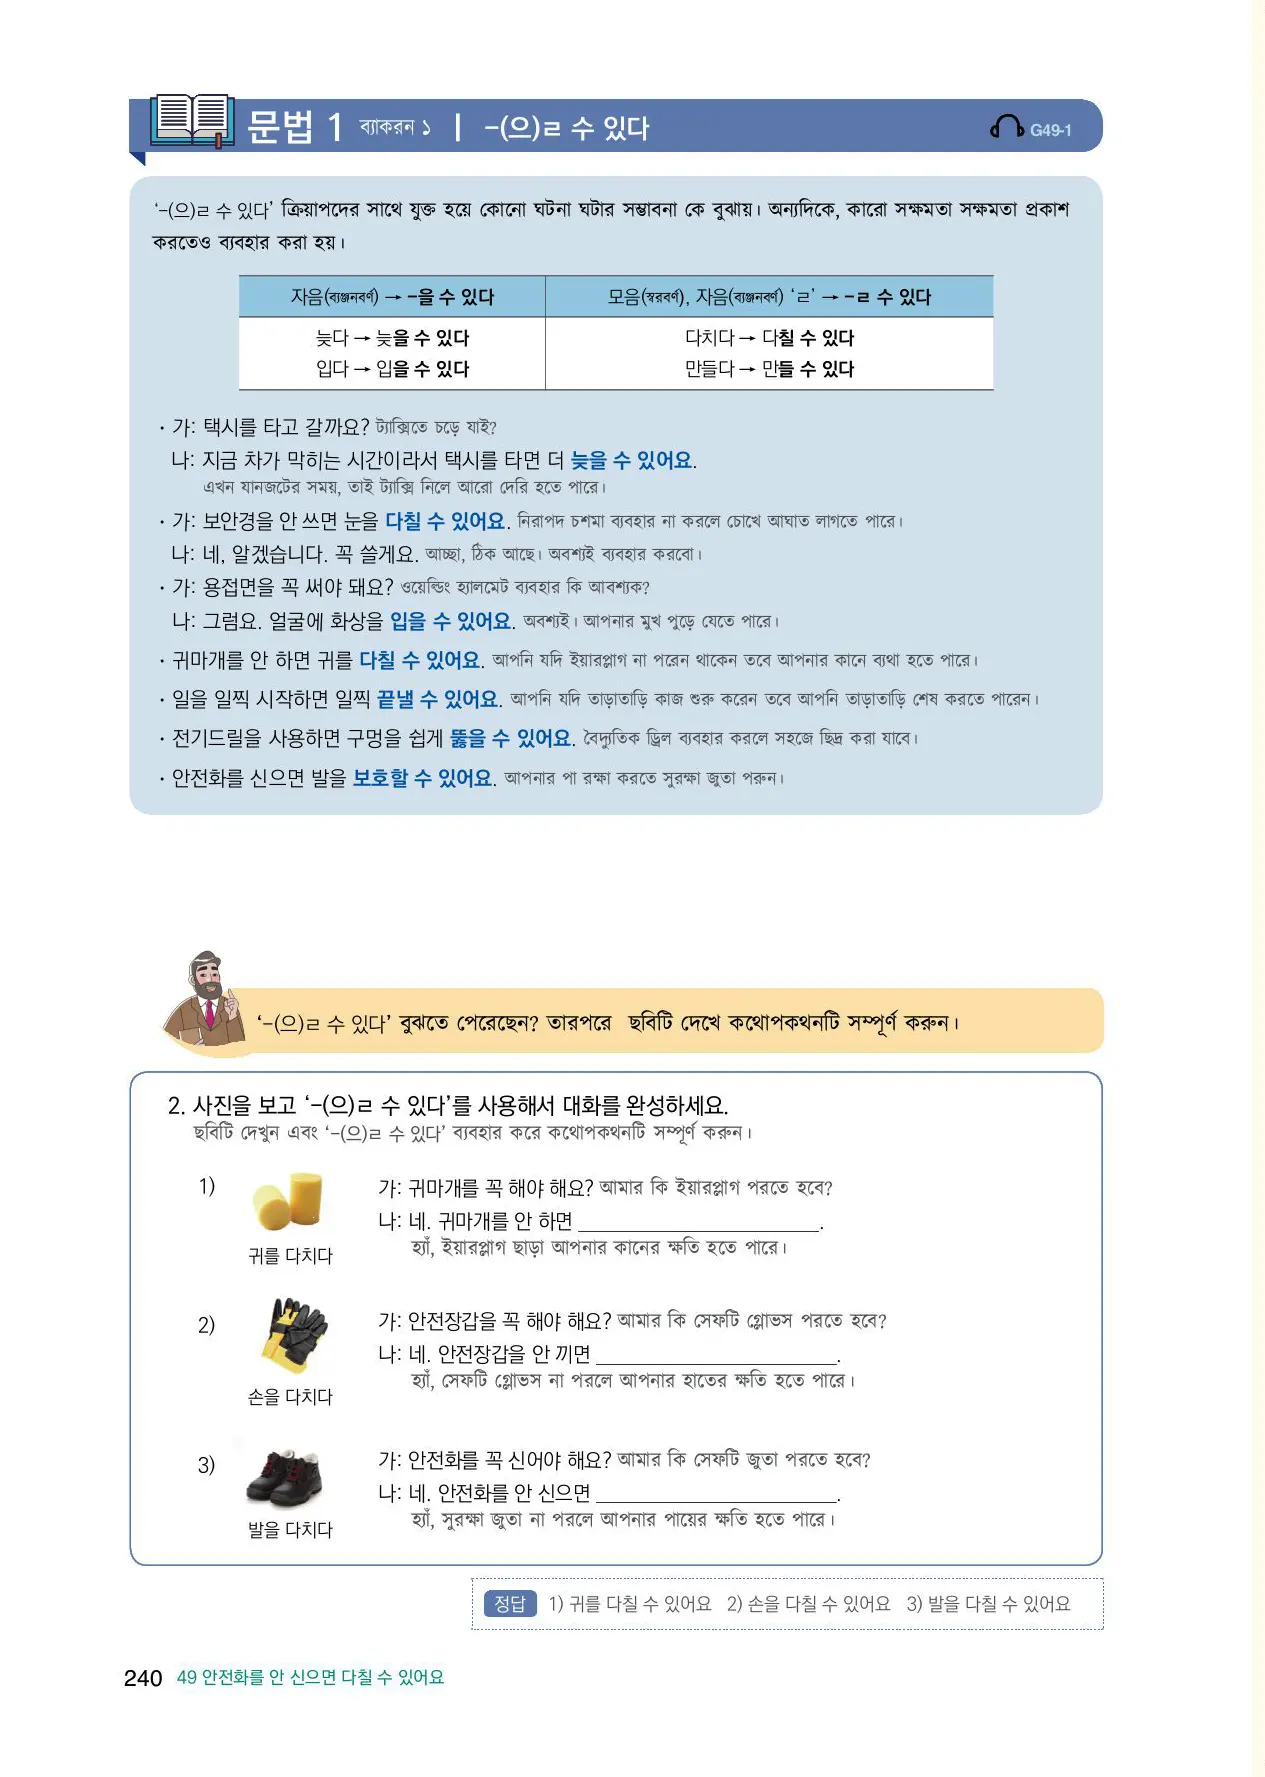 문법 1 ব্যাকরন ১ | -(으)ㄹ 수 있다
G49-1
‘-(으)ㄹ 수 있다’ ক্রিয়াপদের সাথে যুক্ত হয়ে কোনো ঘটনা ঘটার সম্ভাবনা কে বুঝায়। অন্যদিকে, কারো সক্ষমতা সক্ষমতা প্রকাশ
করতেও ব্যবহার করা হয়।
자음(ব্যঞ্জনবর্ণ) → -을 수 있다 모음(স্বরবর্ণ), 자음(ব্যঞ্জনবর্ণ) ‘ㄹ’ → -ㄹ 수 있다
늦다 → 늦을 수 있다 다치다 → 다칠 수 있다
입다 → 입을 수 있다 만들다 → 만들 수 있다
· 가: 택시를 타고 갈까요? ট্যাক্সিতে চড়ে যাই?
나: 지금 차가 막히는 시간이라서 택시를 타면 더 늦을 수 있어요.
এখন যানজটের সময়, তাই ট্যাক্সি নিলে আরো দেরি হতে পারে।
· 가: 보안경을 안 쓰면 눈을 다칠 수 있어요. নিরাপদ চশমা ব্যবহার না করলে চোখে আঘাত লাগতে পারে।
나: 네, 알겠습니다. 꼭 쓸게요. আচ্ছা, ঠিক আছে। অবশ্যই ব্যবহার করবো।
· 가: 용접면을 꼭 써야 돼요? ওয়েল্ডিং হ্যালমেট ব্যবহার কি আবশ্যক?
나: 그럼요. 얼굴에 화상을 입을 수 있어요. অবশ্যই। আপনার মুখ পুড়ে যেতে পারে।
· 귀마개를 안 하면 귀를 다칠 수 있어요. আপনি যদি ইয়ারপ্লাগ না পরেন থাকেন তবে আপনার কানে ব্যথা হতে পারে।
· 일을 일찍 시작하면 일찍 끝낼 수 있어요. আপনি যদি তাড়াতাড়ি কাজ শুরু করেন তবে আপনি তাড়াতাড়ি শেষ করতে পারেন।
· 전기드릴을 사용하면 구멍을 쉽게 뚫을 수 있어요. বৈদ্যুতিক ড্রিল ব্যবহার করলে সহজে ছিদ্র করা যাবে।
· 안전화를 신으면 발을 보호할 수 있어요. আপনার পা রক্ষা করতে সুরক্ষা জুতা পরুন।
‘-(으)ㄹ 수 있다’ বুঝতে পেরেছেন? তারপরে ছবিটি দেখে কথোপকথনটি সম্পূর্ণ করুন।
2. 사진을 보고 ‘-(으)ㄹ 수 있다’를 사용해서 대화를 완성하세요.
ছবিটি দেখুন এবং ‘-(으)ㄹ 수 있다’ ব্যবহার করে কথোপকথনটি সম্পূর্ণ করুন।
1) 가: 귀마개를 꼭 해야 해요? আমার কি ইয়ারপ্লাগ পরতে হবে?
나: 네. 귀마개를 안 하면 ____________________.
হ্যাঁ, ইয়ারপ্লাগ ছাড়া আপনার কানের ক্ষতি হতে পারে।
귀를 다치다
2) 가: 안전장갑을 꼭 해야 해요? আমার কি সেফটি গ্লোভস পরতে হবে?
나: 네. 안전장갑을 안 끼면 ____________________.
হ্যাঁ, সেফটি গ্লোভস না পরলে আপনার হাতের ক্ষতি হতে পারে।
손을 다치다
3) 가: 안전화를 꼭 신어야 해요? আমার কি সেফটি জুতা পরতে হবে?
나: 네. 안전화를 안 신으면 ____________________.
হ্যাঁ, সুরক্ষা জুতা না পরলে আপনার পায়ের ক্ষতি হতে পারে।
발을 다치다
정답 1) 귀를 다칠 수 있어요 2) 손을 다칠 수 있어요 3) 발을 다칠 수 있어요
240 49 안전화를 안 신으면 다칠 수 있어요